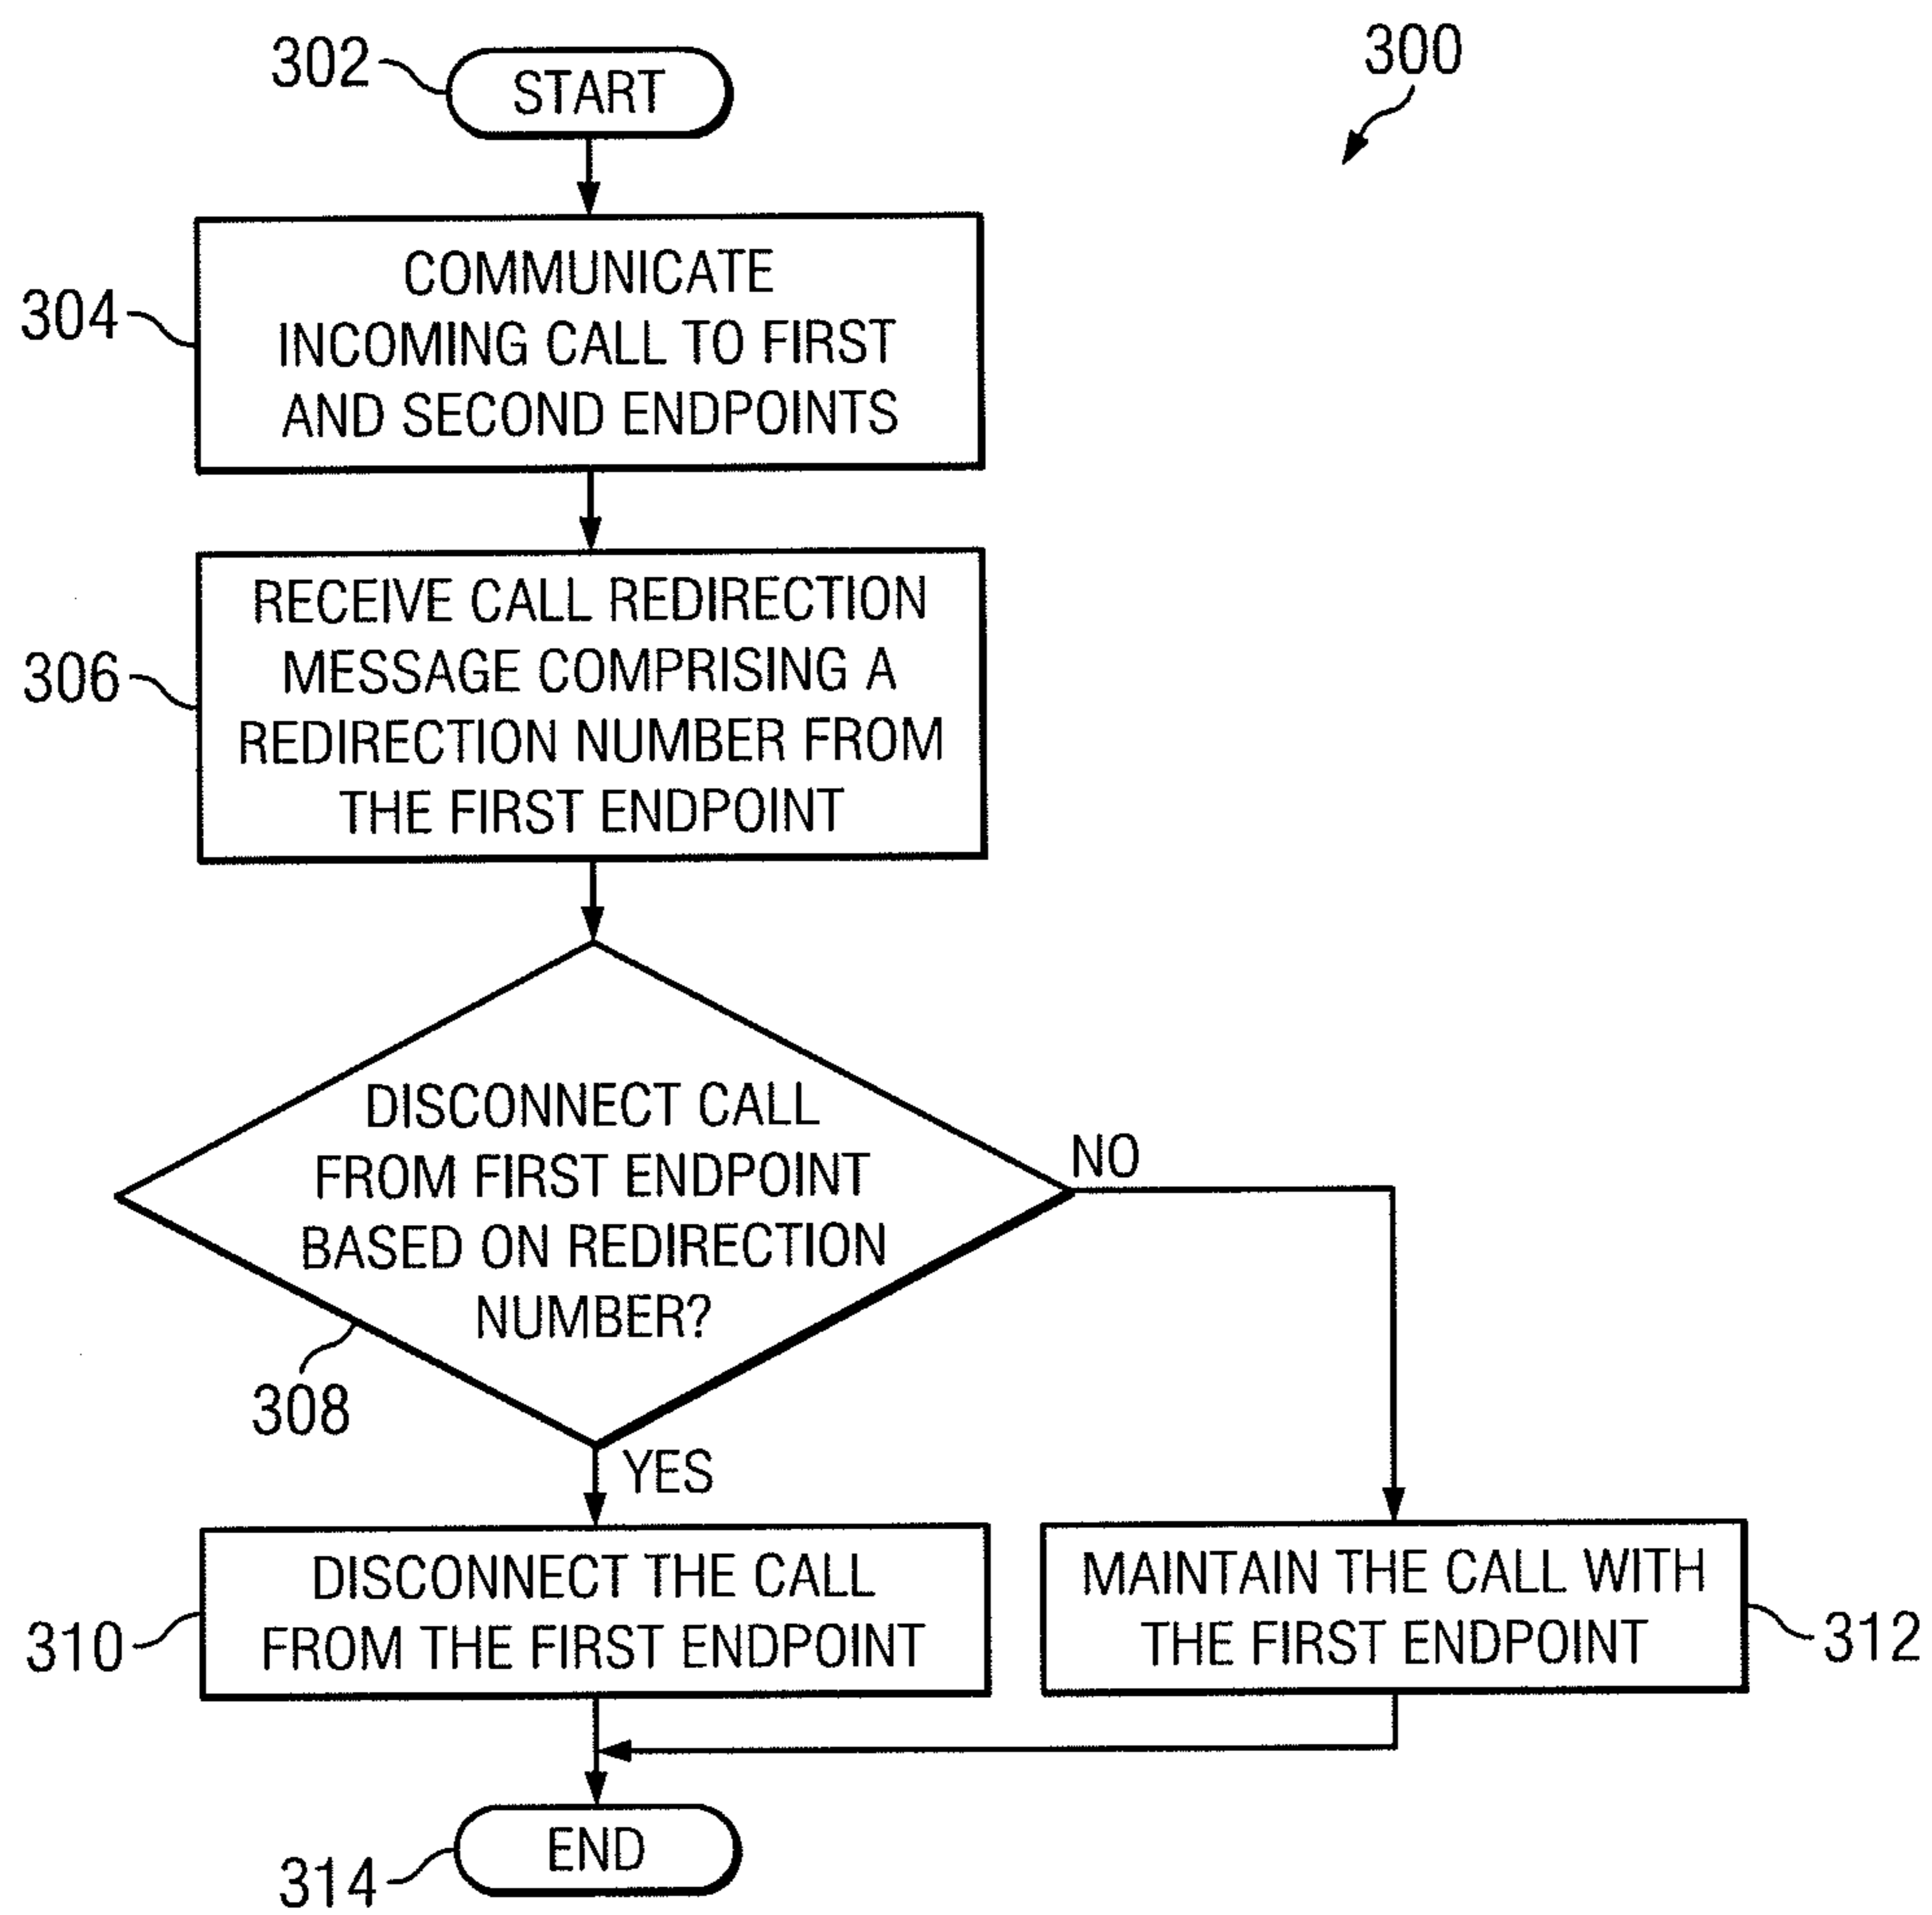 300
302
START
304
COMMUNICATE
INCOMING CALL TO FIRST
AND SECOND ENDPOINTS
306
RECEIVE CALL REDIRECTION
MESSAGE COMPRISING A
REDIRECTION NUMBER FROM
THE FIRST ENDPOINT
DISCONNECT CALL
FROM FIRST ENDPOINT
BASED ON REDIRECTION
NUMBER?
NO
308
YES
310
DISCONNECT THE CALL
FROM THE FIRST ENDPOINT
MAINTAIN THE CALL WITH
THE FIRST ENDPOINT
312
END
314